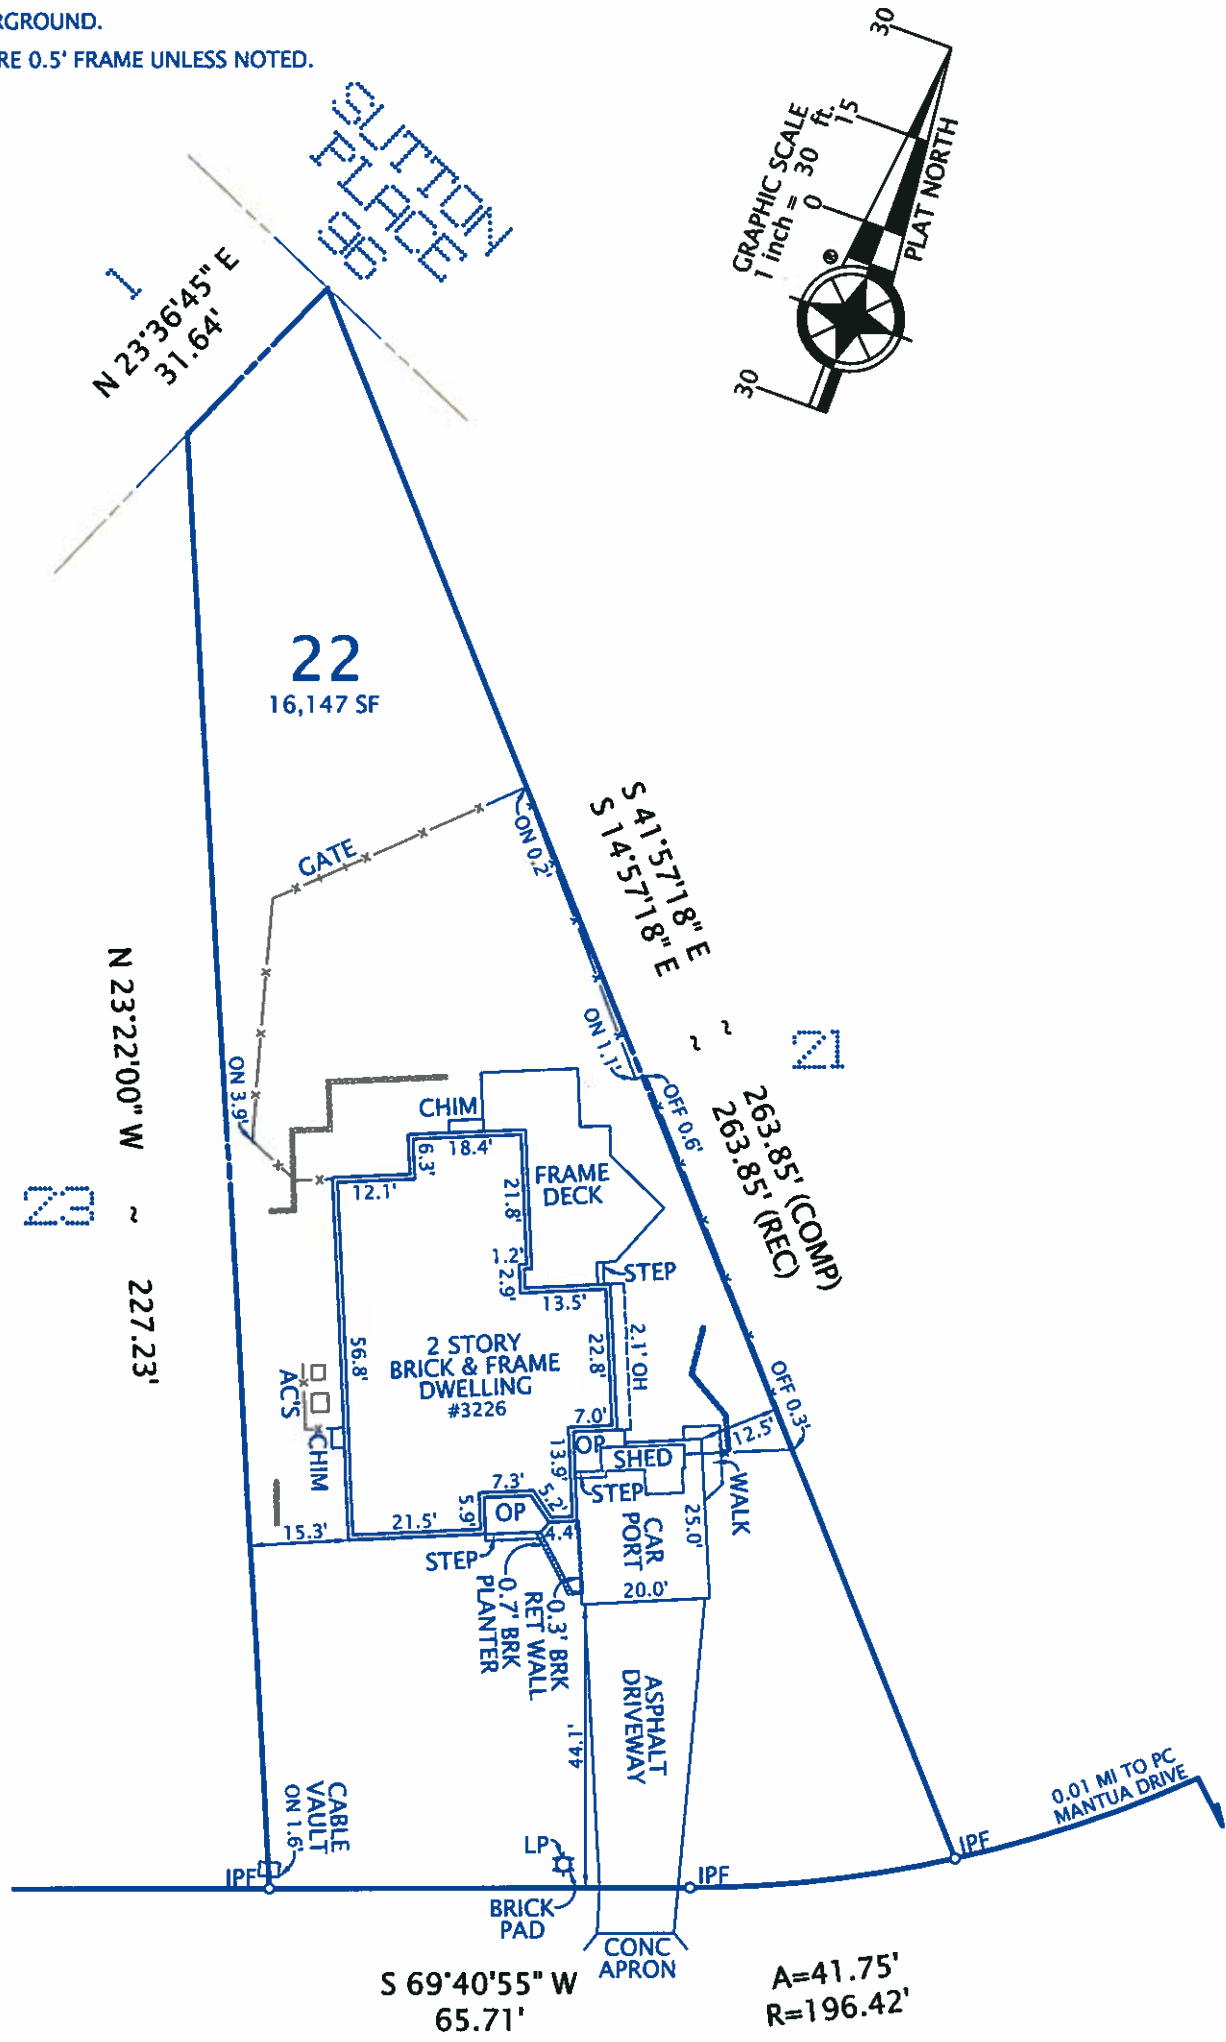 RGROUND.
RE 0.5' FRAME UNLESS NOTED.
SUTTON
PLACE
96
GRAPHIC SCALE
1 inch = 30 ft.
30
0
15
30
PLAT NORTH
®
1
N 23°36'45" E
31.64'
22
16,147 SF
GATE
ON 0.2'
S 41°57'18" E ~ 263.85' (COMP)
S 14°57'18" E ~ 263.85' (REC)
21
ON 1.1'
OFF 0.6'
N 23°22'00" W ~ 227.23'
ON 3.9'
23
CHIM
18.4'
6.3'
12.1'
21.8'
FRAME
DECK
1.2'
2.9'
STEP
13.5'
56.8'
2 STORY
BRICK & FRAME
DWELLING
#3226
22.8'
2.1' OH
AC'S
CHIM
7.0'
OP
SHED
13.9'
STEP
12.5'
OFF 0.3'
WALK
7.3'
5.2'
5.9'
OP
4.4'
21.5'
15.3'
STEP
CAR
PORT
25.0'
20.0'
0.3' BRK
RET WALL
0.7' BRK
PLANTER
ASPHALT
DRIVEWAY
44.1'
CABLE
VAULT
ON 1.6'
LP
IPF
IPF
IPF
0.01 MI TO PC
MANTUA DRIVE
BRICK
PAD
CONC
APRON
S 69°40'55" W
65.71'
A=41.75'
R=196.42'